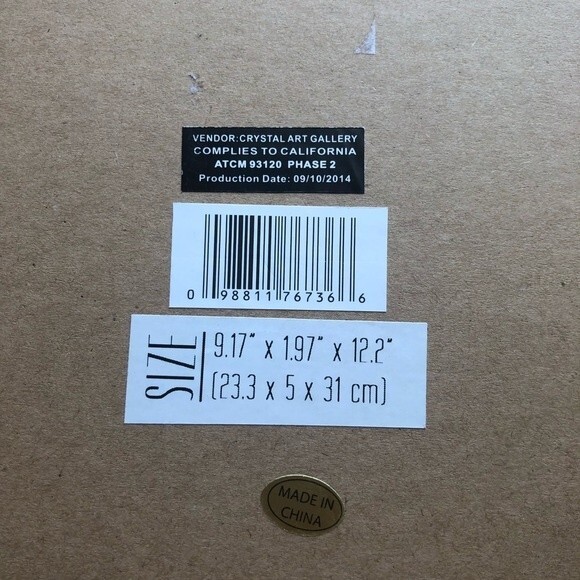 VENDOR:CRYSTAL ART GALLERY
COMPLIES TO CALIFORNIA
ATCM 93120 PHASE 2
Production Date: 09/10/2014
0 98811 76736 6
SIZE
9.17" x 1.97" x 12.2"
(23.3 x 5 x 31 cm)
MADE IN
CHINA